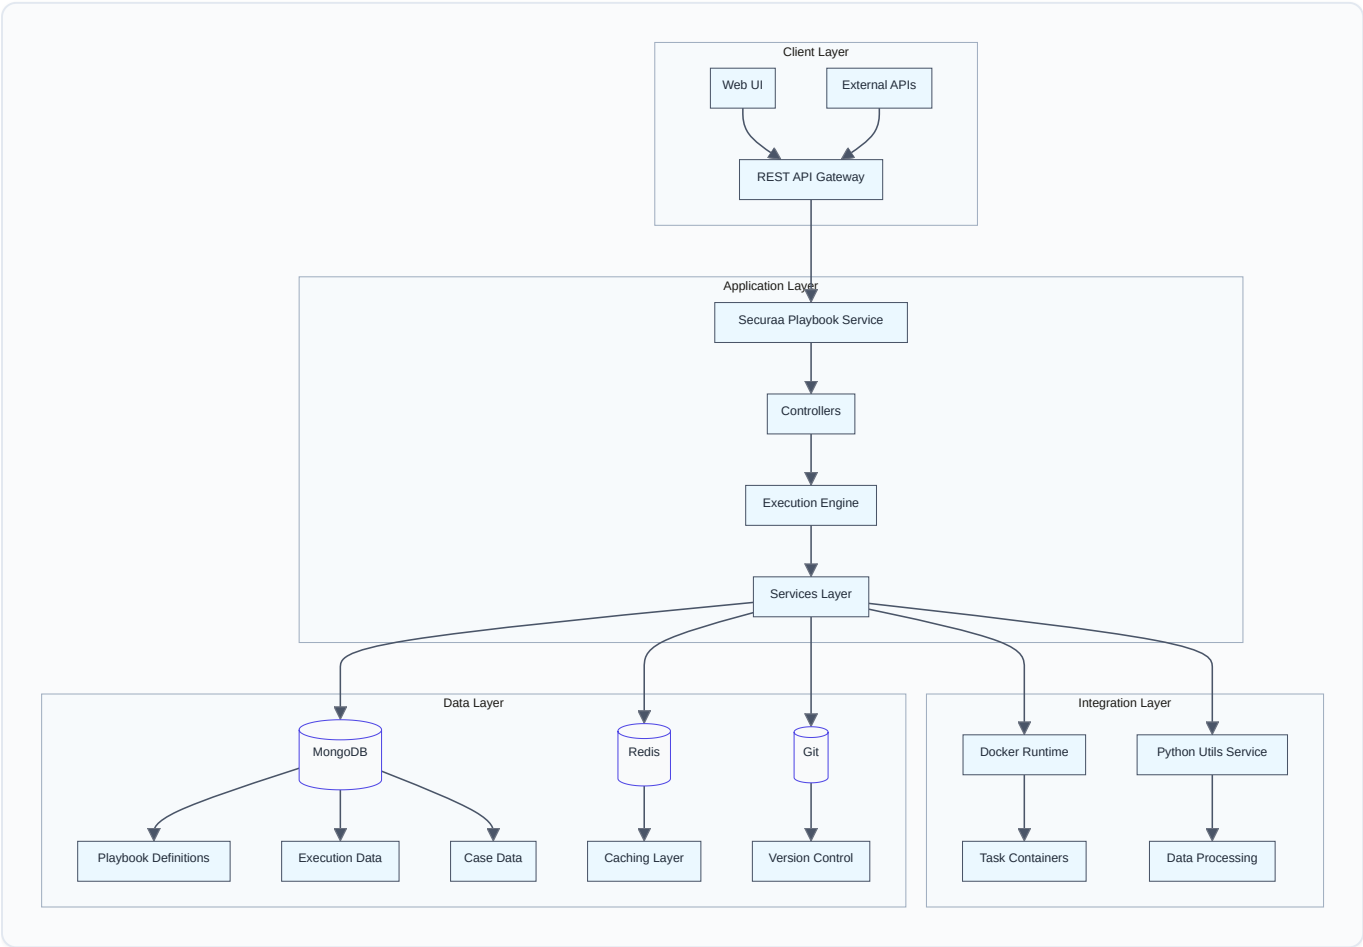 Client Layer
Web UI
External APIs
REST API Gateway
Application Layer
Securaa Playbook Service
Controllers
Execution Engine
Services Layer
Data Layer
Integration Layer
MongoDB
Redis
Git
Docker Runtime
Python Utils Service
Playbook Definitions
Execution Data
Case Data
Caching Layer
Version Control
Task Containers
Data Processing